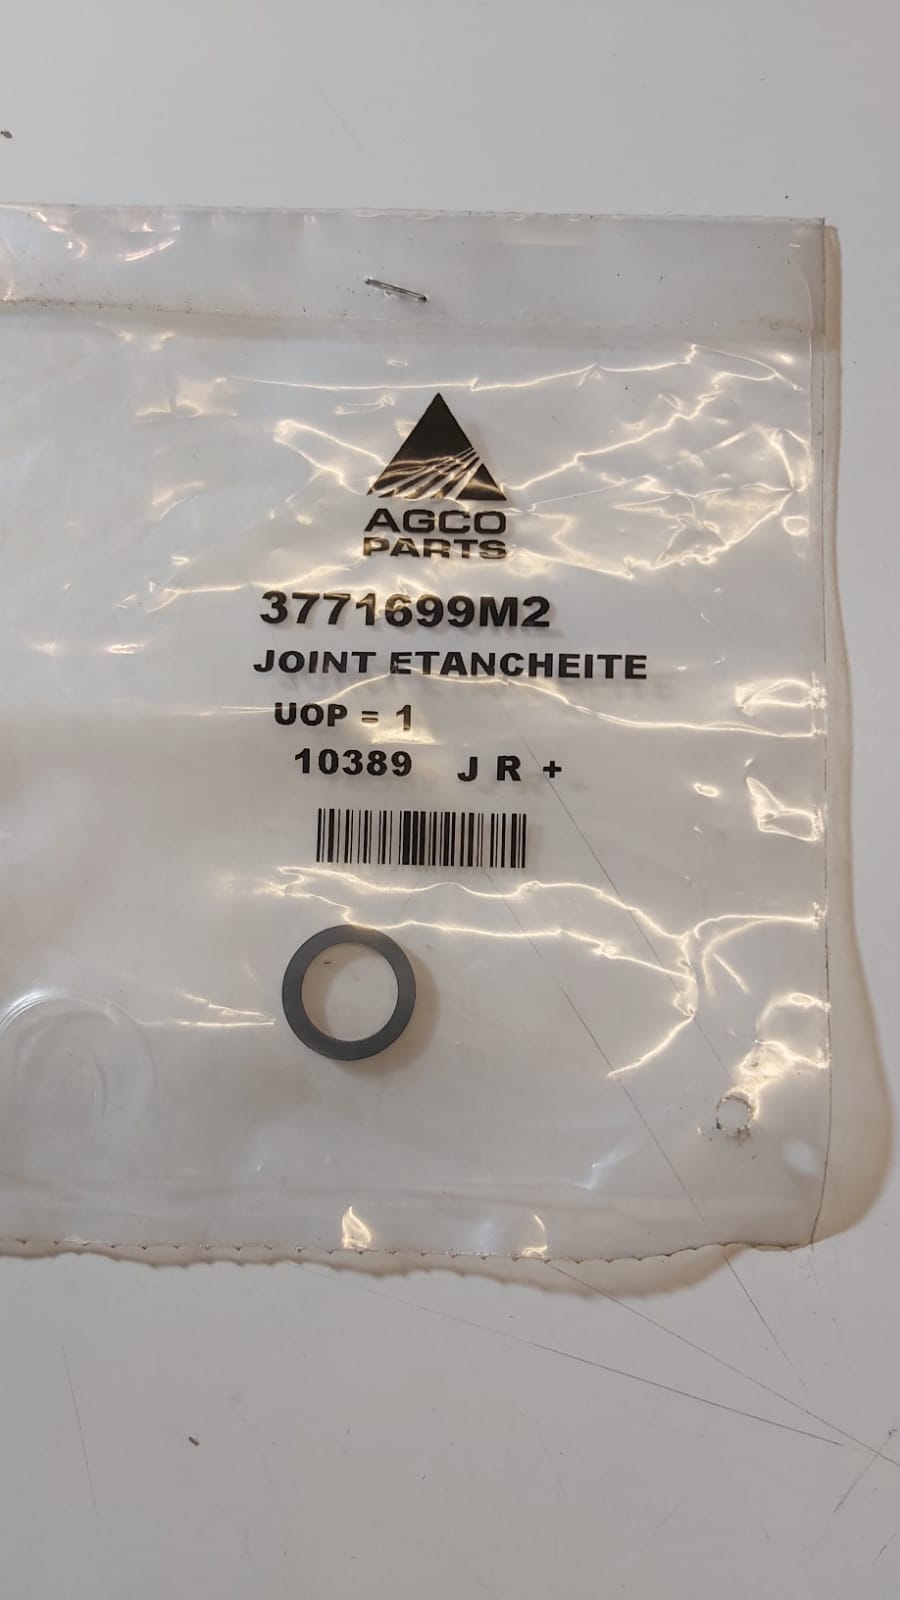 AGCO
PARTS
3771699M2
JOINT ETANCHEITE
UOP = 1
10389 J R +